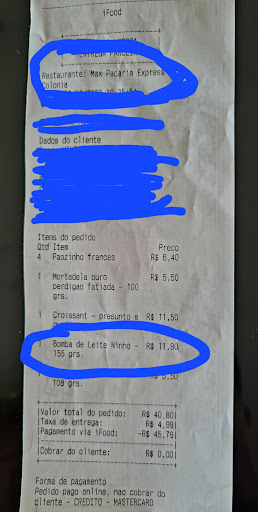 iFood
ENTREGA PARCEI
Restaurante: Max Pacaria Express
Colonia
Dados do cliente
Itens do pedido
Qtd Item Preco
4 Paozinho frances R$ 6,40
1 Mortadela ouro R$ 5,50
perdigao fatiada - 100
grs.
1 Croissant - presunto e R$ 11,50
1 Bomba de Leite Ninho - R$ 11,90
155 grs.
108 grs.
|Valor total do pedido: R$ 40,80|
|Taxa de entrega: R$ 4,99|
|Pagamento via iFood: -R$ 45,79|
|Cobrar do cliente: R$ 0,00|
Forma de pagamento
Pedido pago online, nao cobrar do
cliente - CREDITO - MASTERCARD